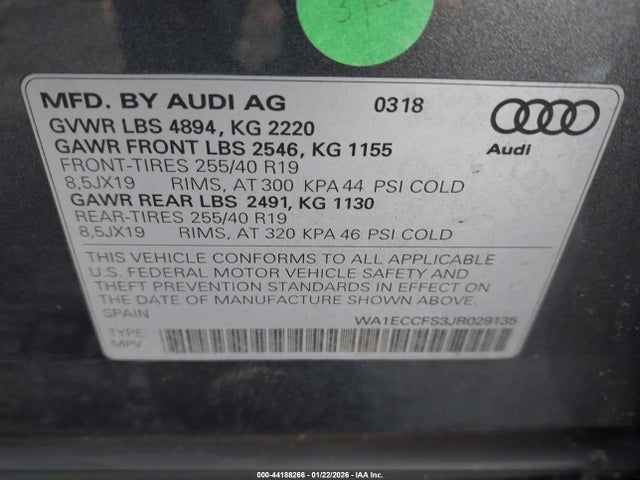 MFD. BY AUDI AG 0318
GVWR LBS 4894, KG 2220
GAWR FRONT LBS 2546, KG 1155
FRONT-TIRES 255/40 R19
8,5JX19 RIMS, AT 300 KPA 44 PSI COLD
GAWR REAR LBS 2491, KG 1130
REAR-TIRES 255/40 R19
8,5JX19 RIMS, AT 320 KPA 46 PSI COLD
Audi
THIS VEHICLE CONFORMS TO ALL APPLICABLE
U.S. FEDERAL MOTOR VEHICLE SAFETY AND
THEFT PREVENTION STANDARDS IN EFFECT ON
THE DATE OF MANUFACTURE SHOWN ABOVE.
SPAIN WA1ECCFS3JR029135
TYPE:
MPV
000-44188266 - 01/22/2026 - IAA Inc.